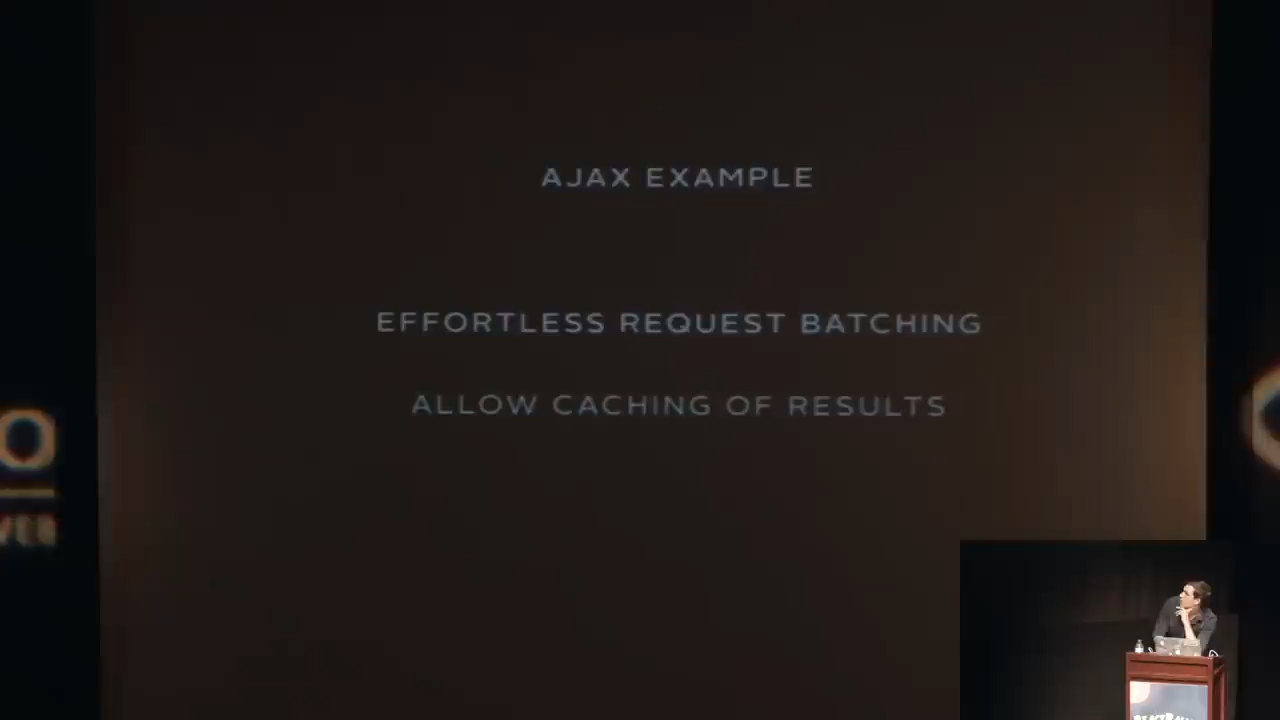 AJAX EXAMPLE
EFFORTLESS REQUEST BATCHING
ALLOW CACHING OF RESULTS
O